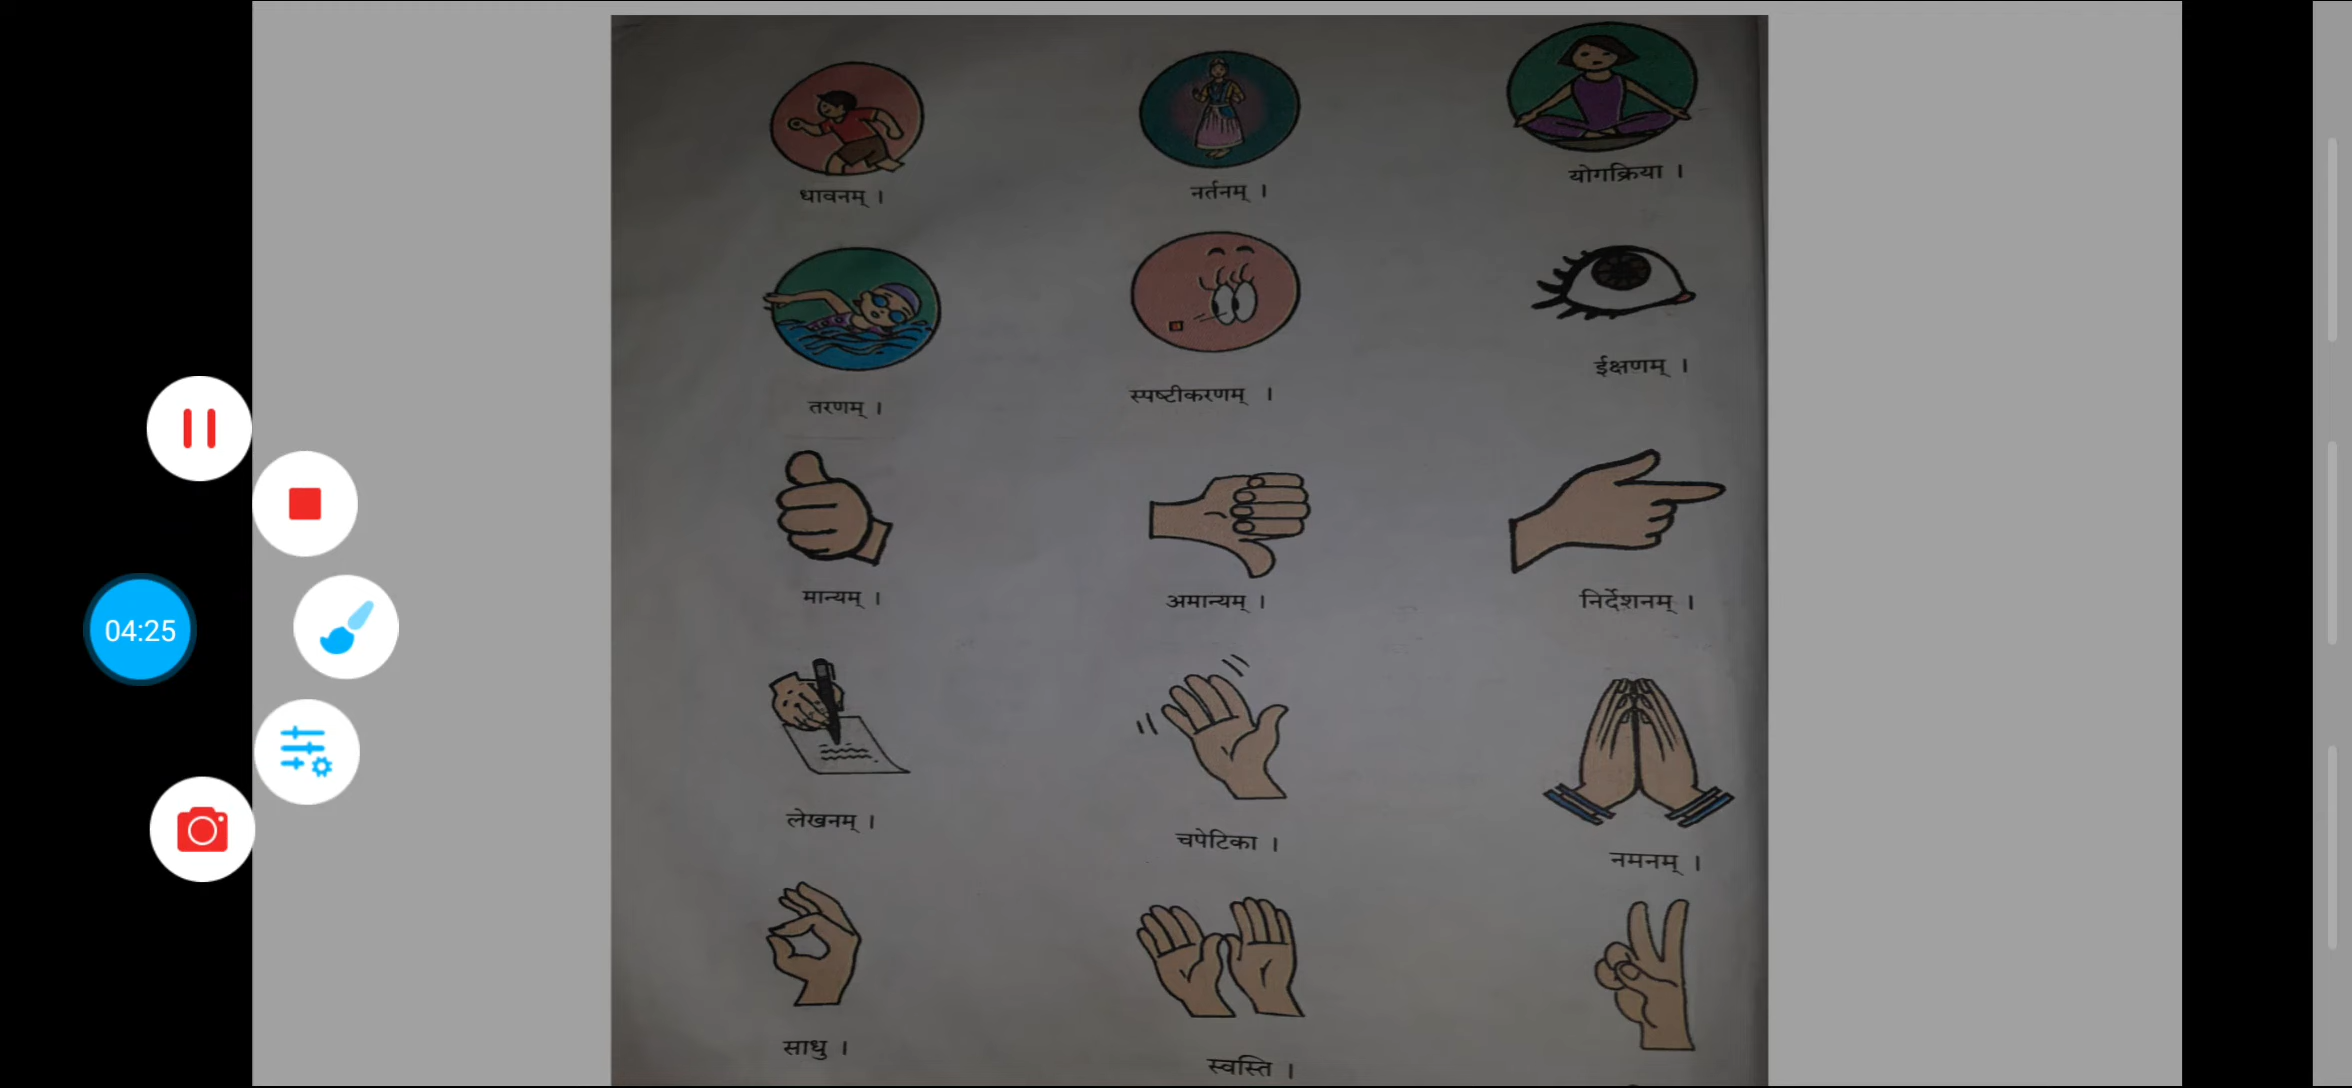 धावनम् ।
नर्तनम् ।
योगक्रिया ।
तरणम् ।
स्पष्टीकरणम् ।
ईक्षणम् ।
मान्यम् ।
अमान्यम् ।
निर्देशनम् ।
04:25
लेखनम् ।
चपेटिका ।
नमनम् ।
साधु ।
स्वस्ति ।